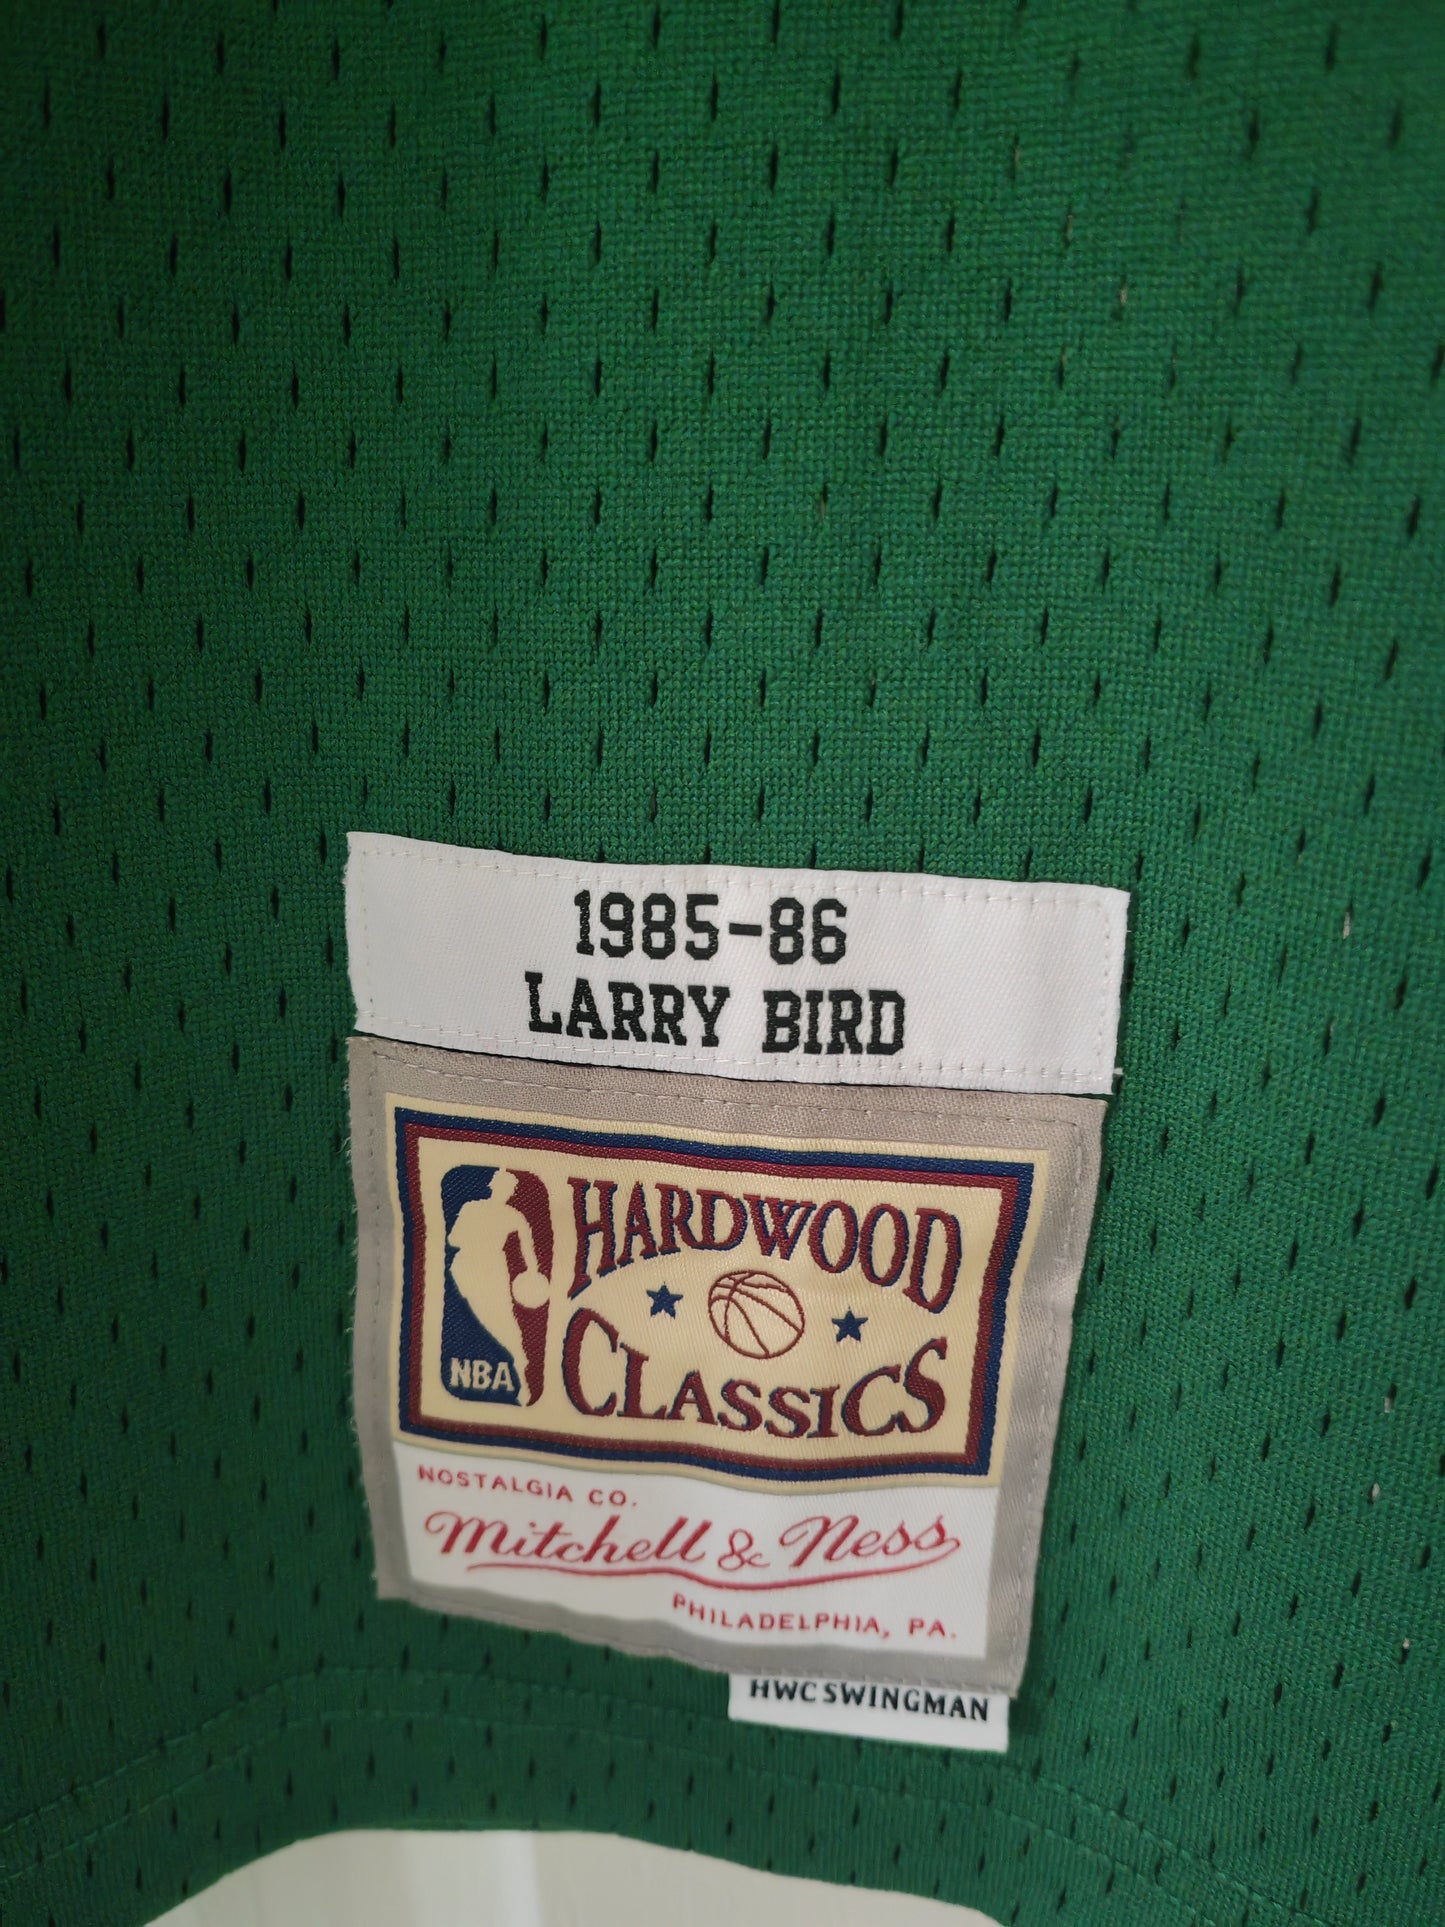 1985-86
LARRY BIRD
HARDWOOD
CLASSICS
NBA
NOSTALGIA CO.
Mitchell & Ness
PHILADELPHIA, PA.
HWC SWINGMAN